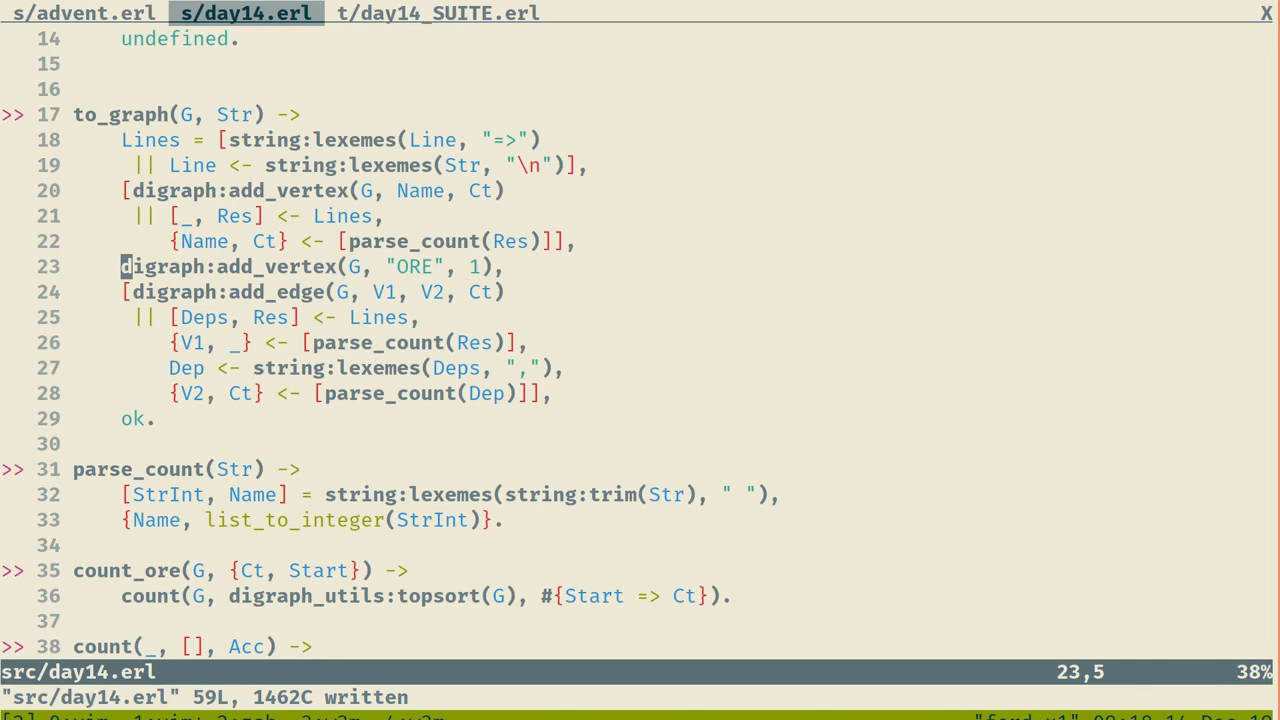 s/advent.erl s/day14.erl t/day14_SUITE.erl X
14 undefined.
15
16
>> 17 to_graph(G, Str) ->
18 Lines = [string:lexemes(Line, "=>")
19 || Line <- string:lexemes(Str, "\n")],
20 [digraph:add_vertex(G, Name, Ct)
21 || [_, Res] <- Lines,
22 {Name, Ct} <- [parse_count(Res)]],
23 digraph:add_vertex(G, "ORE", 1),
24 [digraph:add_edge(G, V1, V2, Ct)
25 || [Deps, Res] <- Lines,
26 {V1, _} <- [parse_count(Res)],
27 Dep <- string:lexemes(Deps, ","),
28 {V2, Ct} <- [parse_count(Dep)]],
29 ok.
30
>> 31 parse_count(Str) ->
32 [StrInt, Name] = string:lexemes(string:trim(Str), " "),
33 {Name, list_to_integer(StrInt)}.
34
>> 35 count_ore(G, {Ct, Start}) ->
36 count(G, digraph_utils:topsort(G), #{Start => Ct}).
37
>> 38 count(_, [], Acc) ->
src/day14.erl 23,5 38%
"src/day14.erl" 59L, 1462C written